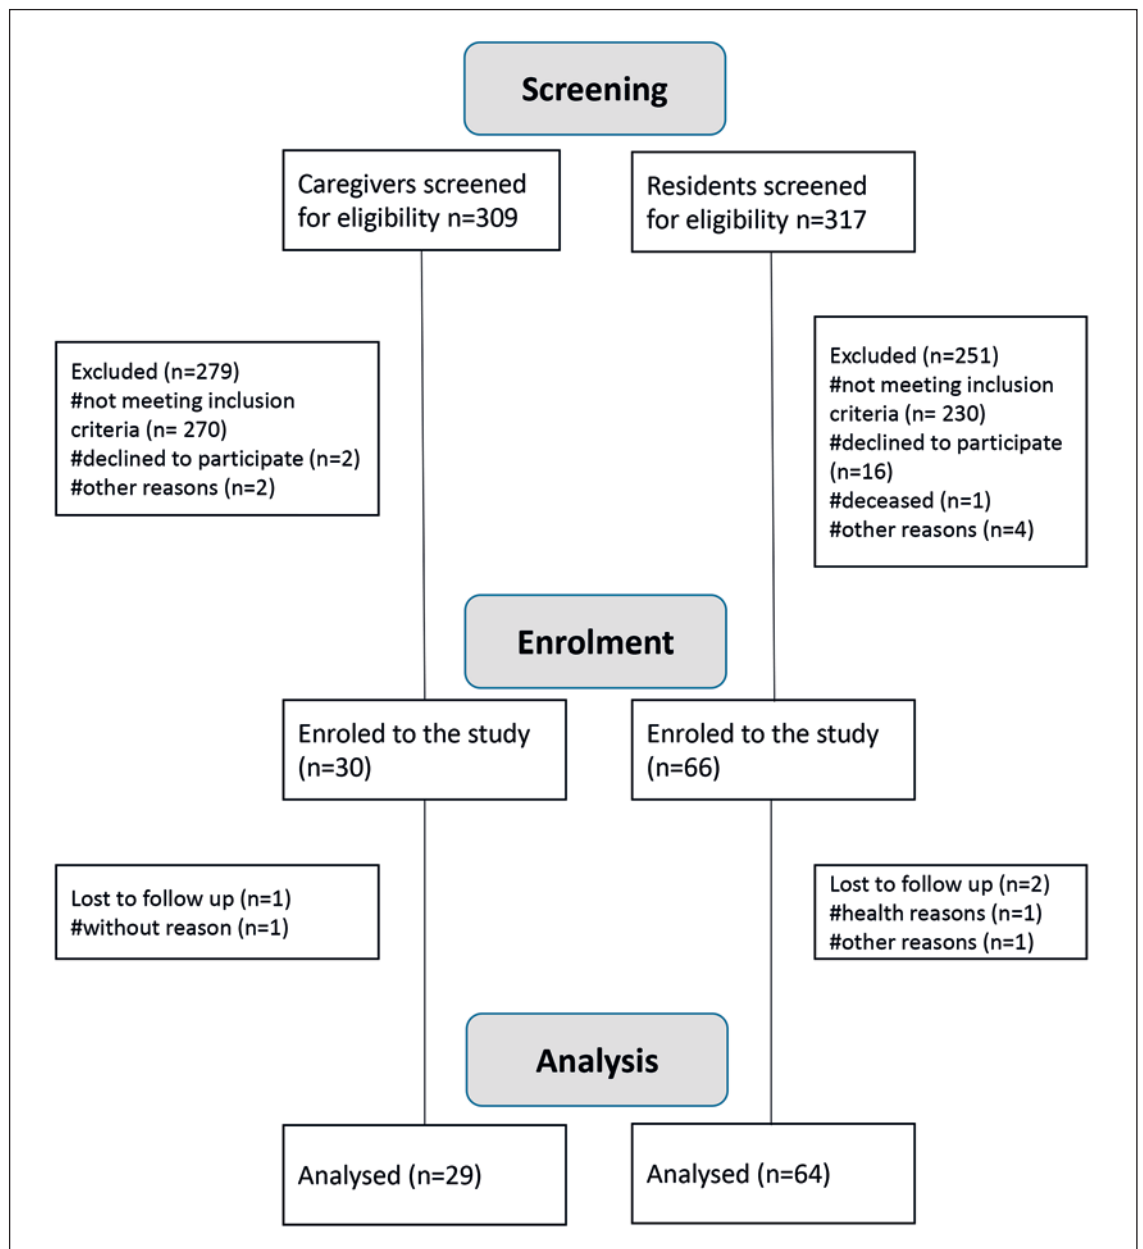 Screening
Caregivers screened
for eligibility n=309
Residents screened
for eligibility n=317
Excluded (n=279)
#not meeting inclusion
criteria (n= 270)
#declined to participate (n=2)
#other reasons (n=2)
Excluded (n=251)
#not meeting inclusion
criteria (n= 230)
#declined to participate
(n=16)
#deceased (n=1)
#other reasons (n=4)
Enrolment
Enroled to the study
(n=30)
Enroled to the study
(n=66)
Lost to follow up (n=1)
#without reason (n=1)
Lost to follow up (n=2)
#health reasons (n=1)
#other reasons (n=1)
Analysis
Analysed (n=29)
Analysed (n=64)